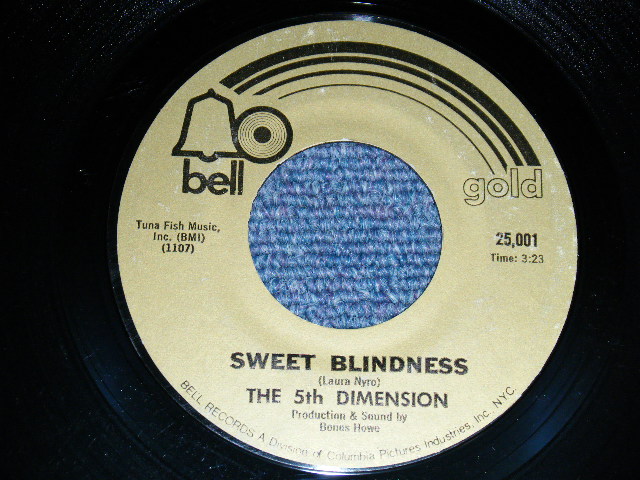 bell
gold
Tuna Fish Music,
Inc. (BMI)
(1107)
25,001
Time: 3:23
SWEET BLINDNESS
(Laura Nyro)
THE 5th DIMENSION
Production & Sound by
Bones Howe
BELL RECORDS A Division of Columbia Pictures Industries, Inc. NYC.